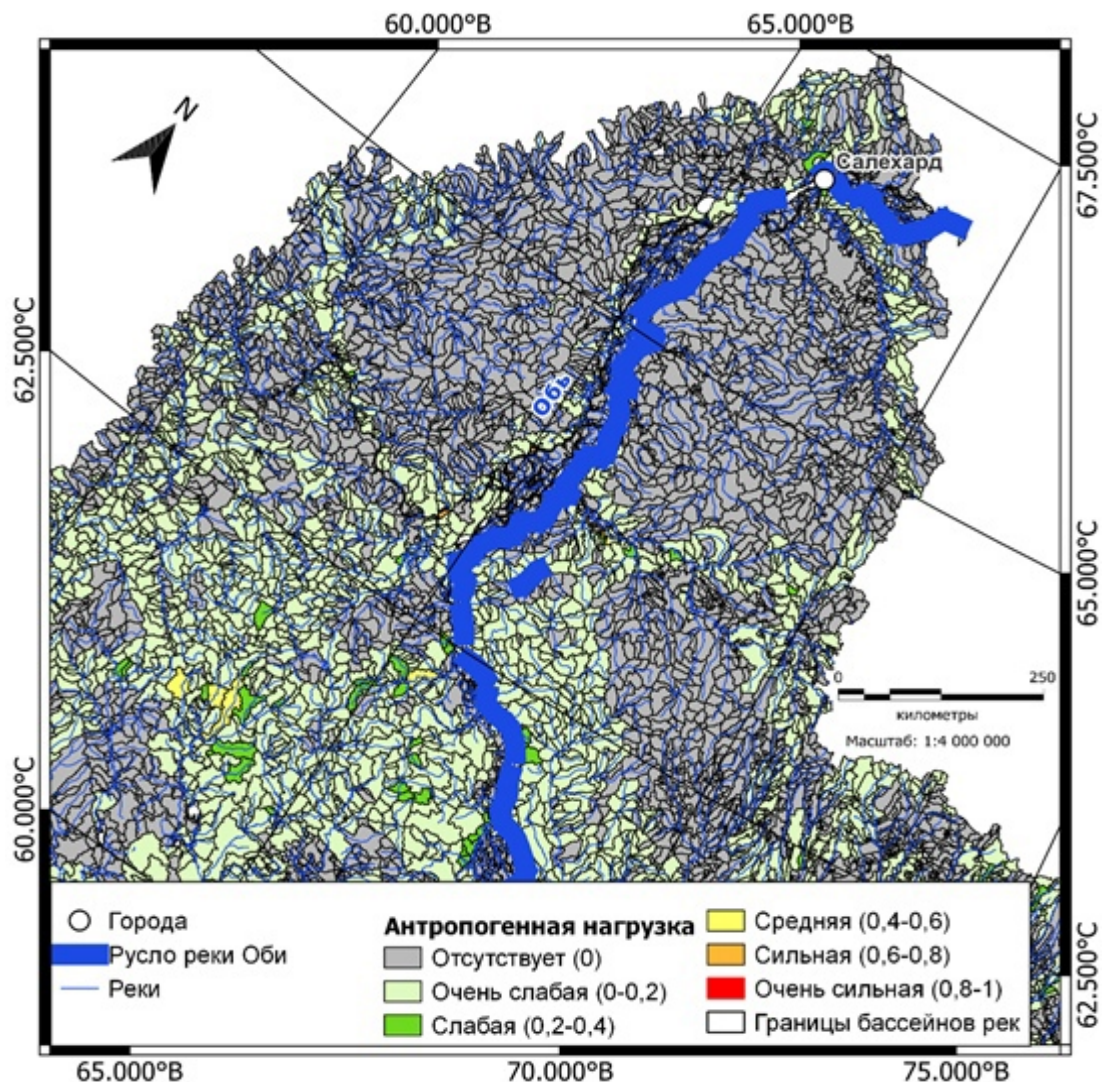 60.000°В
65.000°В
N
Салехард
67.500°С
62.500°С
Обь
65.000°С
0
250
километры
Масштаб: 1:4 000 000
60.000°С
Города
Русло реки Оби
Реки
Антропогенная нагрузка
Отсутствует (0)
Очень слабая (0-0,2)
Слабая (0,2-0,4)
Средняя (0,4-0,6)
Сильная (0,6-0,8)
Очень сильная (0,8-1)
Границы бассейнов рек
62.500°С
65.000°В
70.000°В
75.000°В